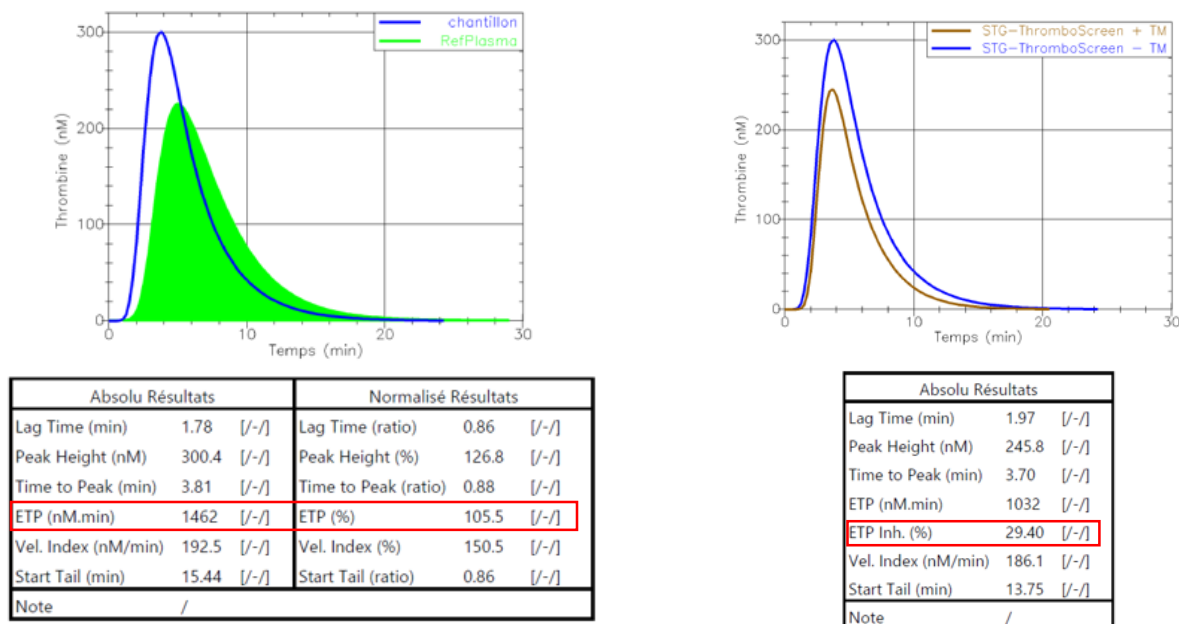 chantillon
RefPlasma
300
200
100
0
0 10 20 30
Thrombine (nM)
Temps (min)
STG-ThromboScreen + TM
STG-ThromboScreen - TM
300
200
100
0
0 10 20 30
Thrombine (nM)
Temps (min)
Absolu Résultats Normalisé Résultats
Lag Time (min) 1.78 [/-/] Lag Time (ratio) 0.86 [/-/]
Peak Height (nM) 300.4 [/-/] Peak Height (%) 126.8 [/-/]
Time to Peak (min) 3.81 [/-/] Time to Peak (ratio) 0.88 [/-/]
ETP (nM.min) 1462 [/-/] ETP (%) 105.5 [/-/]
Vel. Index (nM/min) 192.5 [/-/] Vel. Index (%) 150.5 [/-/]
Start Tail (min) 15.44 [/-/] Start Tail (ratio) 0.86 [/-/]
Note /
Absolu Résultats
Lag Time (min) 1.97 [/-/]
Peak Height (nM) 245.8 [/-/]
Time to Peak (min) 3.70 [/-/]
ETP (nM.min) 1032 [/-/]
ETP Inh. (%) 29.40 [/-/]
Vel. Index (nM/min) 186.1 [/-/]
Start Tail (min) 13.75 [/-/]
Note /